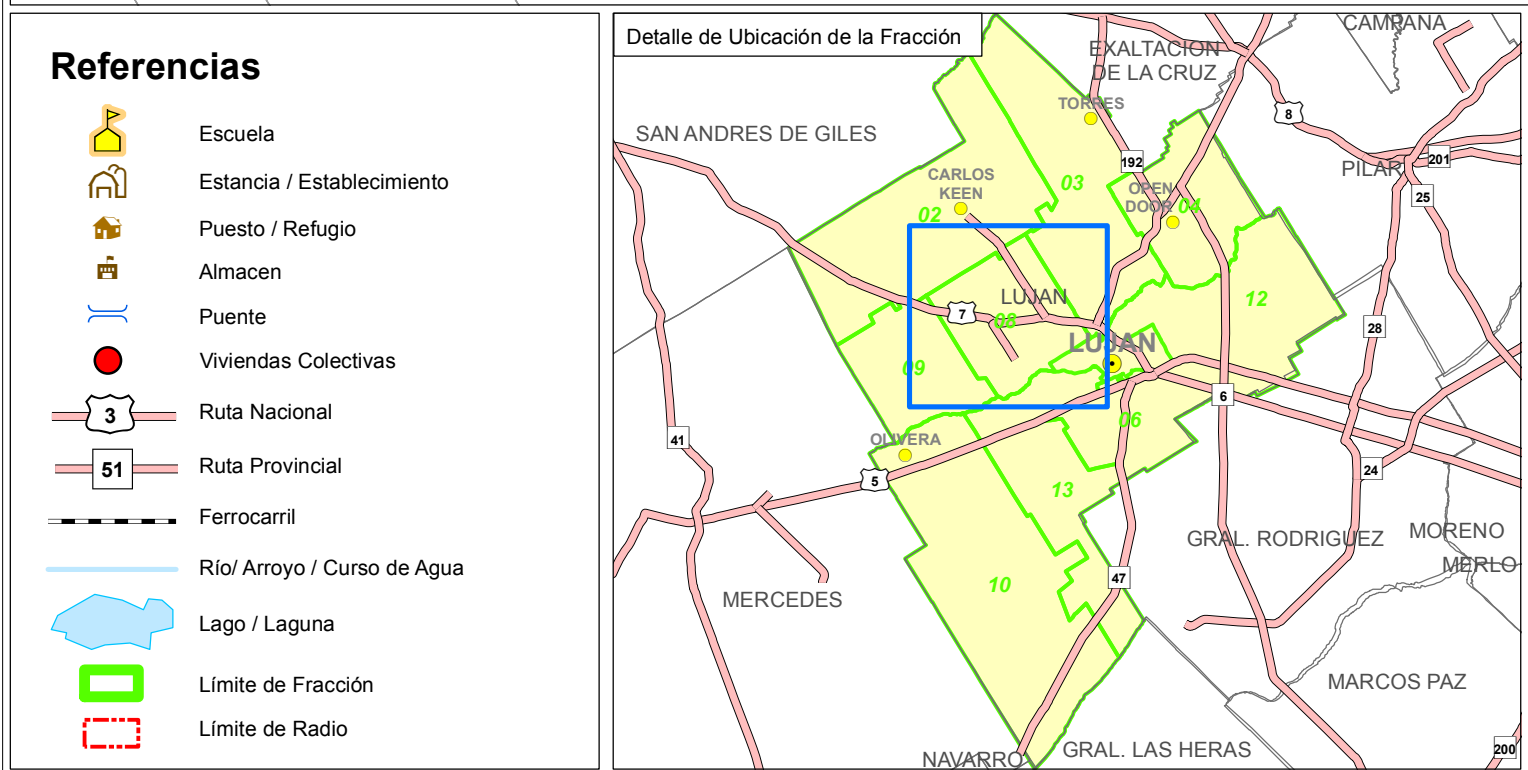 Referencias
Escuela
Estancia / Establecimiento
Puesto / Refugio
Almacen
Puente
Viviendas Colectivas
3
Ruta Nacional
51
Ruta Provincial
Ferrocarril
Río/ Arroyo / Curso de Agua
Lago / Laguna
Límite de Fracción
Límite de Radio
Detalle de Ubicación de la Fracción
CAMPANA
EXALTACION
DE LA CRUZ
TORRES
8
SAN ANDRES DE GILES
192
201
PILAR
CARLOS
KEEN
03
OPEN
DOOR
04
25
02
LUJAN
12
7
08
28
LUJAN
09
6
06
OLIVERA
41
24
5
13
GRAL. RODRIGUEZ
MORENO
MERLO
10
47
MERCEDES
MARCOS PAZ
NAVARRO
GRAL. LAS HERAS
200